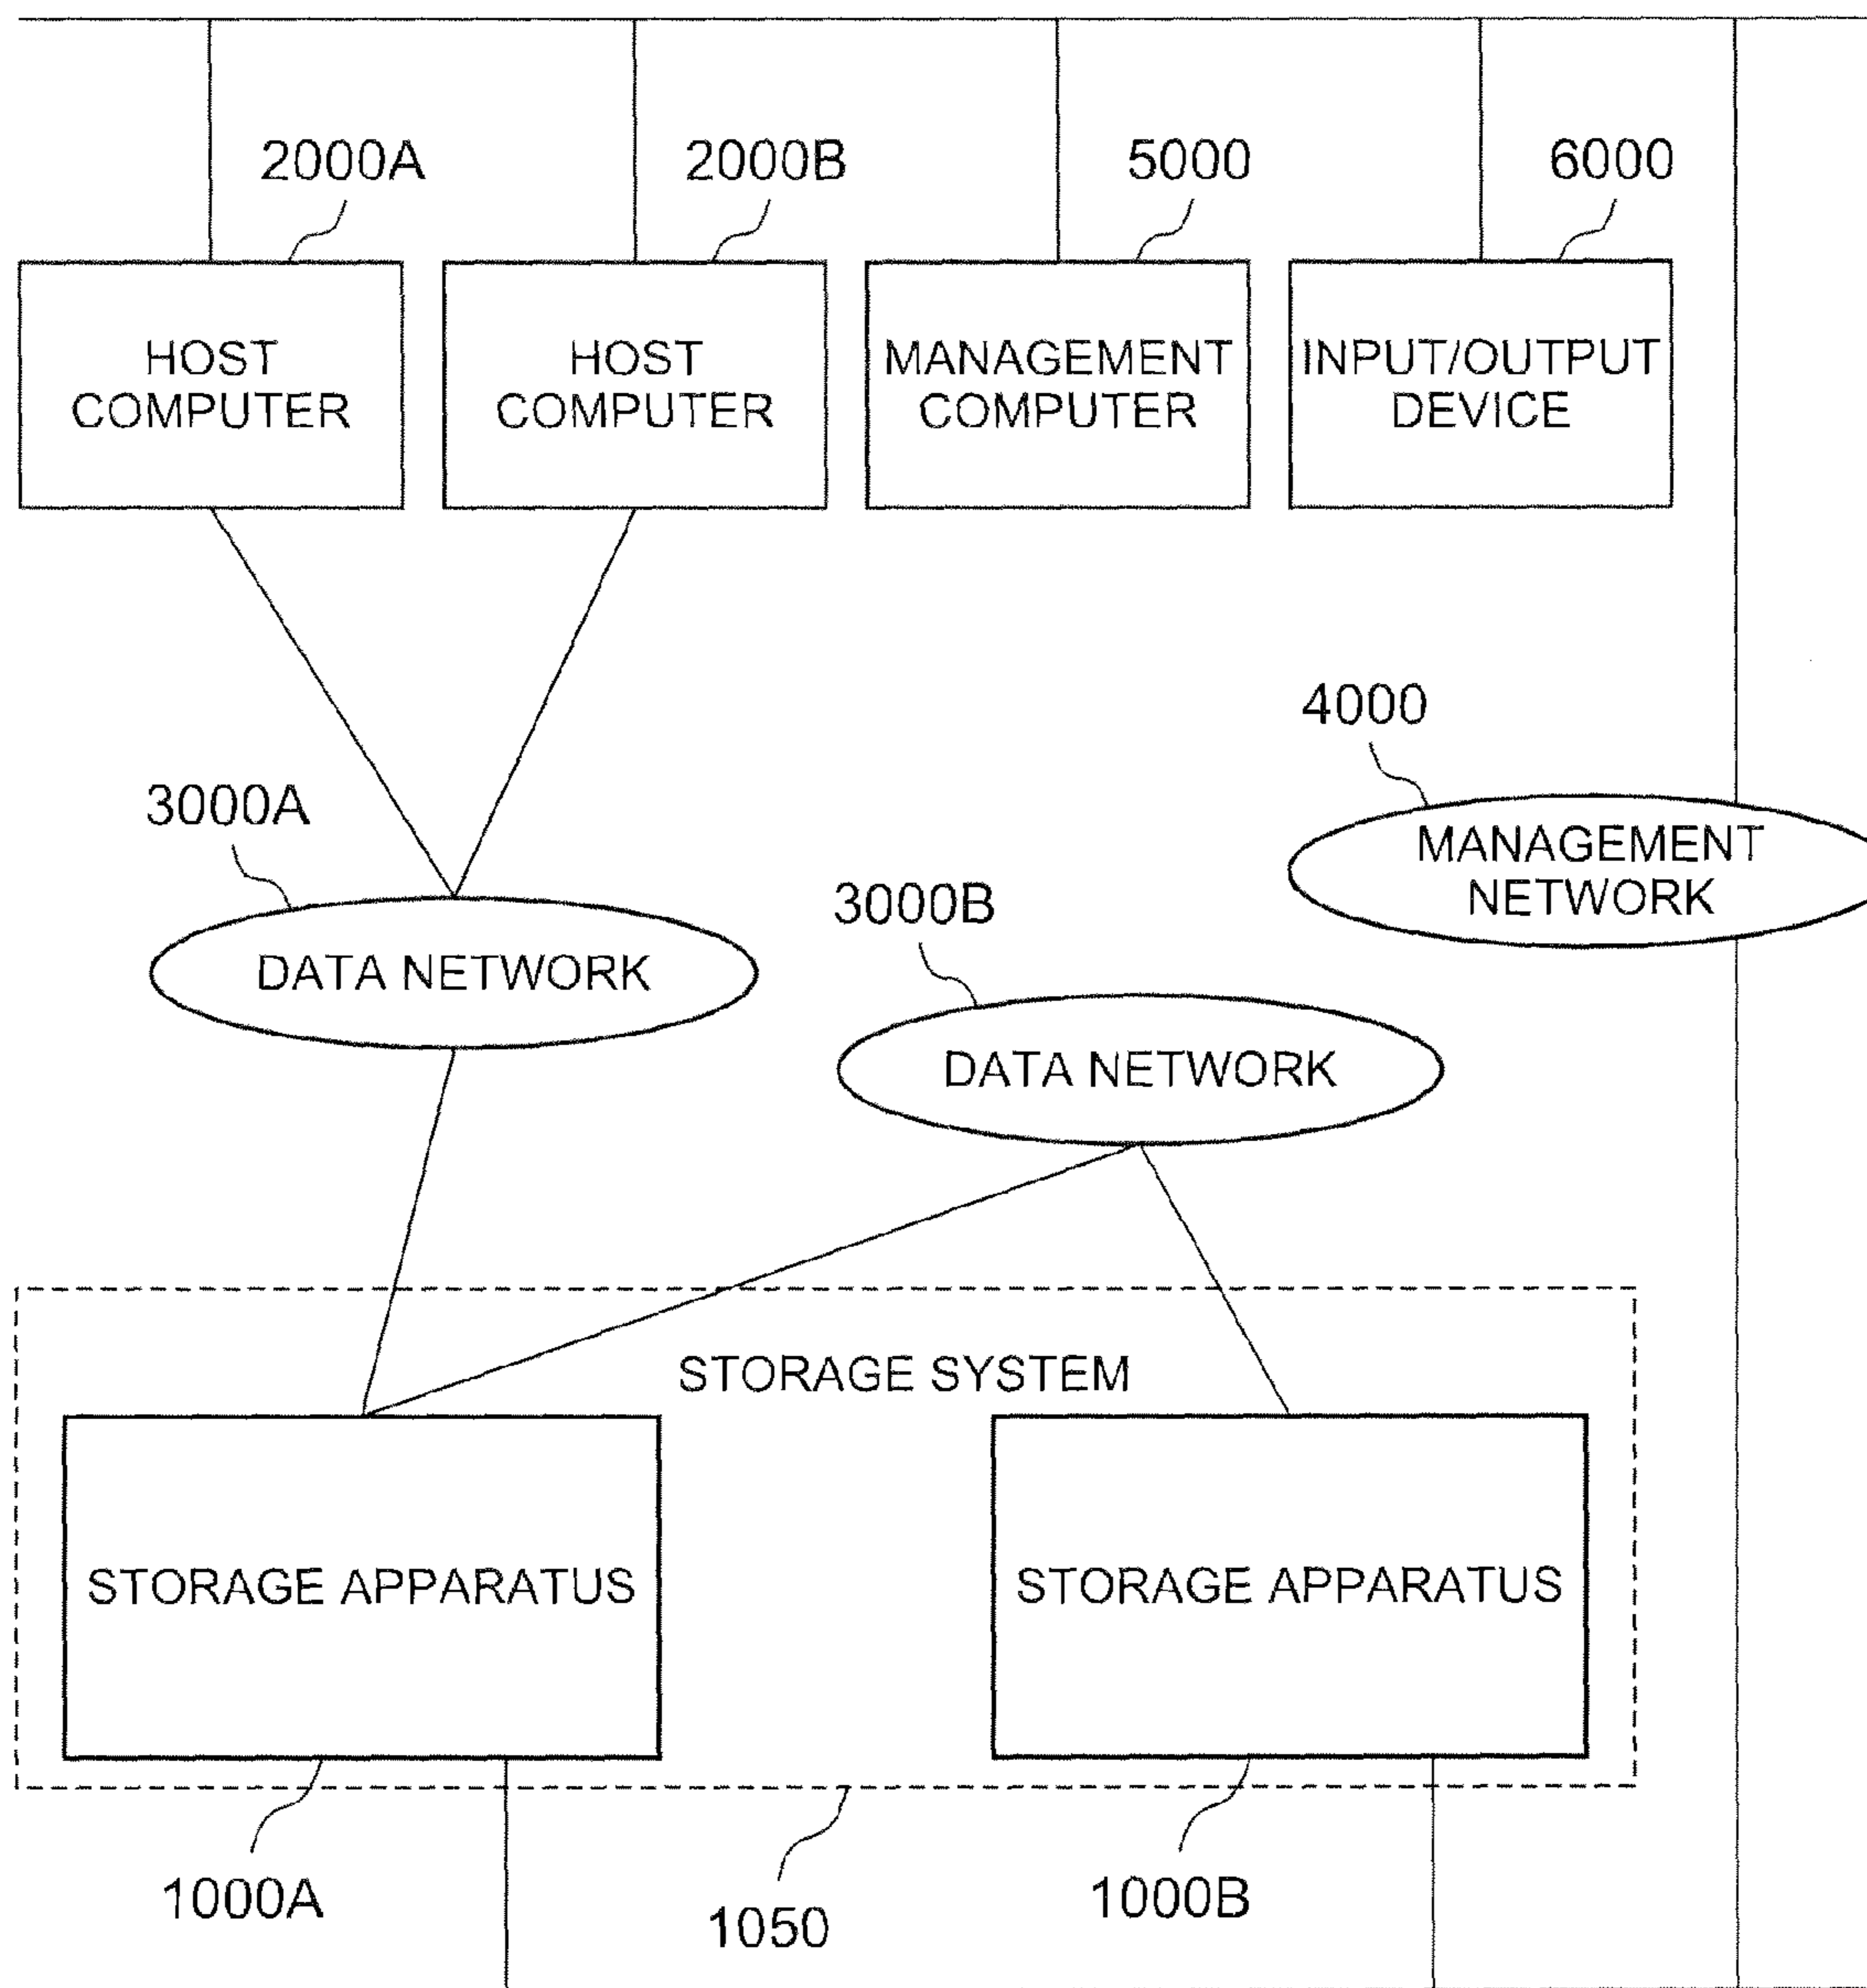 2000A
2000B
5000
6000
HOST
COMPUTER
HOST
COMPUTER
MANAGEMENT
COMPUTER
INPUT/OUTPUT
DEVICE
4000
MANAGEMENT
NETWORK
3000A
DATA NETWORK
3000B
DATA NETWORK
STORAGE SYSTEM
STORAGE APPARATUS
STORAGE APPARATUS
1000A
1050
1000B